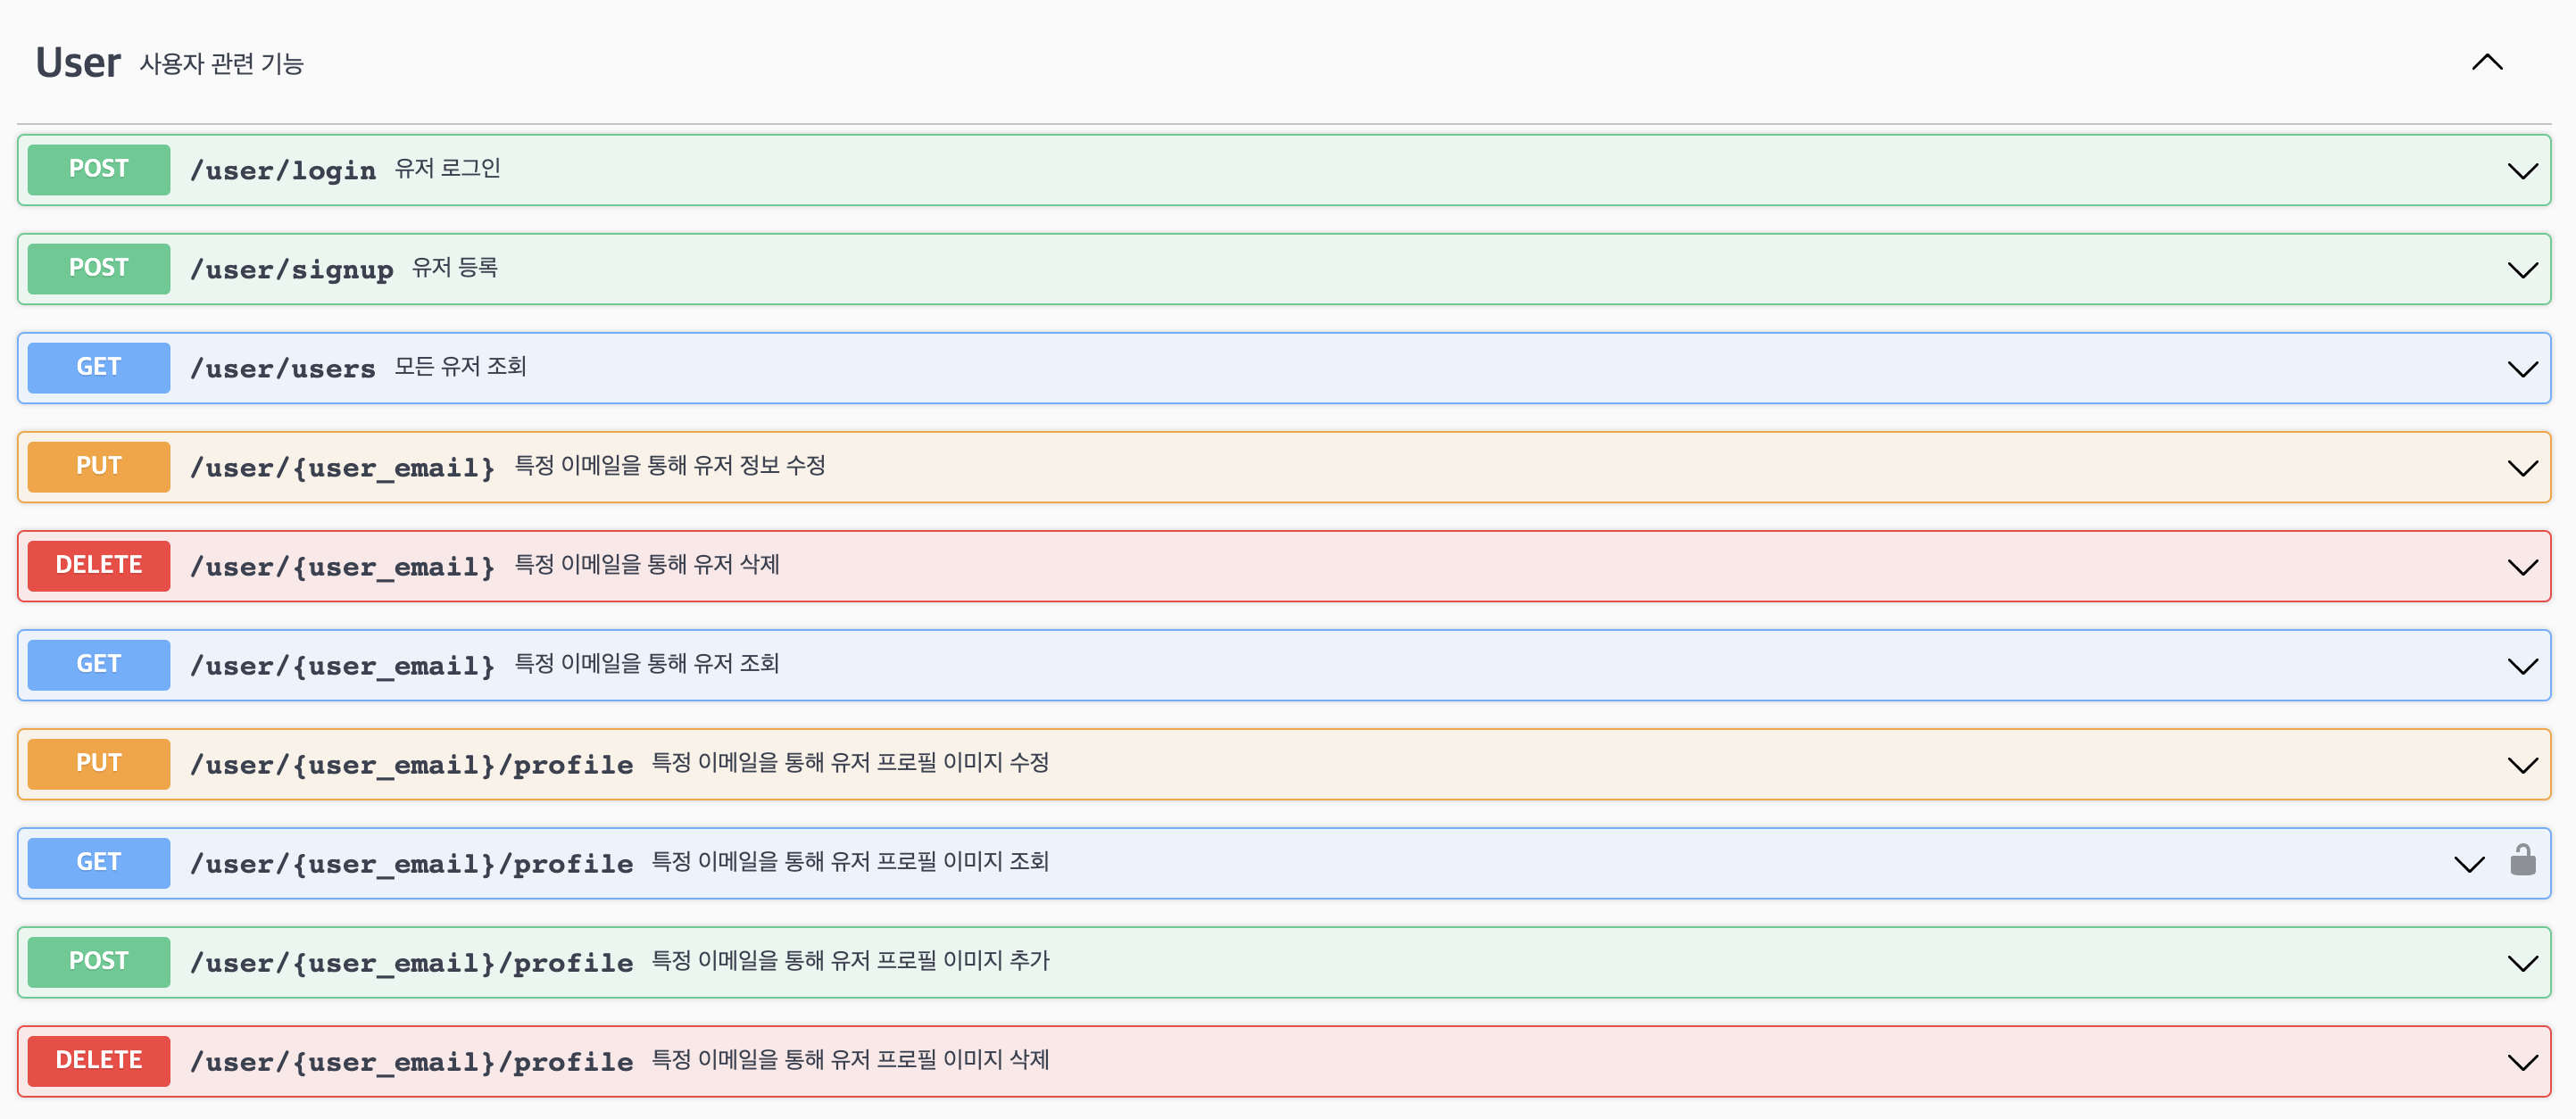 User 사용자 관련 기능
POST /user/login 유저 로그인
POST /user/signup 유저 등록
GET /user/users 모든 유저 조회
PUT /user/{user_email} 특정 이메일을 통해 유저 정보 수정
DELETE /user/{user_email} 특정 이메일을 통해 유저 삭제
GET /user/{user_email} 특정 이메일을 통해 유저 조회
PUT /user/{user_email}/profile 특정 이메일을 통해 유저 프로필 이미지 수정
GET /user/{user_email}/profile 특정 이메일을 통해 유저 프로필 이미지 조회
POST /user/{user_email}/profile 특정 이메일을 통해 유저 프로필 이미지 추가
DELETE /user/{user_email}/profile 특정 이메일을 통해 유저 프로필 이미지 삭제